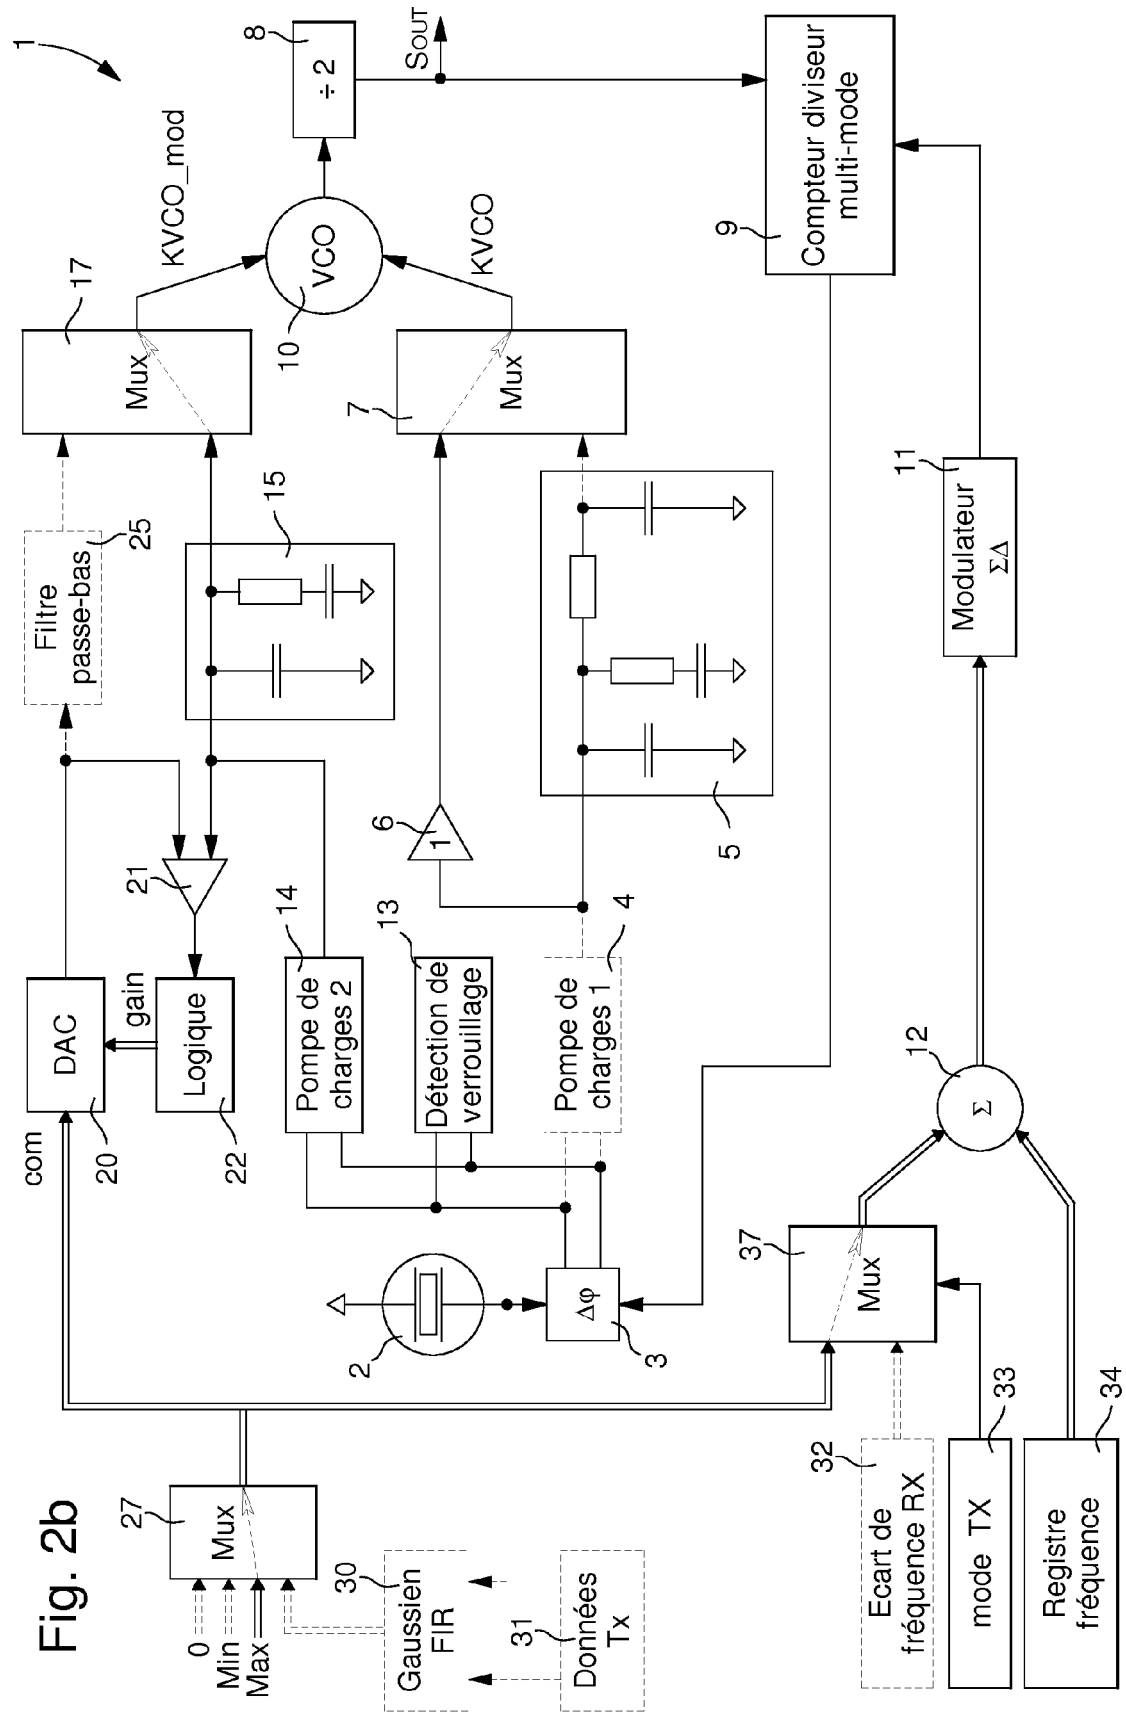 Fig. 2b
1
0
Min
Max
27
Mux
Gaussien
FIR
30
Données
Tx
31
com
DAC
20
gain
Logique
22
21
Filtre
passe-bas
25
Mux
17
KVCO_mod
15
Pompe de
charges 2
14
Détection de
verrouillage
13
6
1
Mux
7
KVCO
VCO
10
÷ 2
8
SOUT
2
Δφ
3
Pompe de
charges 1
4
5
Compteur diviseur
multi-mode
9
Mux
37
Ecart de
fréquence RX
32
mode TX
33
Registre
fréquence
34
Σ
12
Modulateur
ΣΔ
11